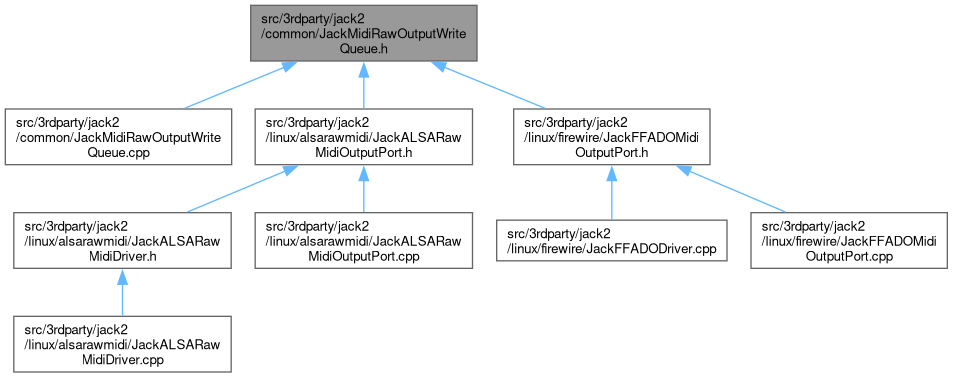 src/3rdparty/jack2
/common/JackMidiRawOutputWrite
Queue.h
src/3rdparty/jack2
/common/JackMidiRawOutputWrite
Queue.cpp
src/3rdparty/jack2
/linux/alsarawmidi/JackALSARaw
MidiOutputPort.h
src/3rdparty/jack2
/linux/firewire/JackFFADOMidi
OutputPort.h
src/3rdparty/jack2
/linux/alsarawmidi/JackALSARaw
MidiDriver.h
src/3rdparty/jack2
/linux/alsarawmidi/JackALSARaw
MidiOutputPort.cpp
src/3rdparty/jack2
/linux/firewire/JackFFADODriver.cpp
src/3rdparty/jack2
/linux/firewire/JackFFADOMidi
OutputPort.cpp
src/3rdparty/jack2
/linux/alsarawmidi/JackALSARaw
MidiDriver.cpp